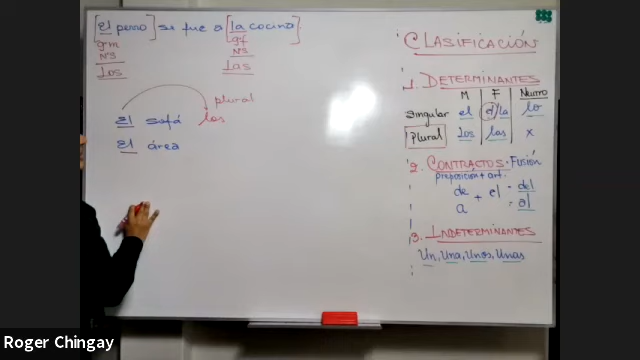 [El perro] se fue a [la cocina].
gm
Nºs
Los
gf
Nºs
Las
plural
El sofá los
El área
CLASIFICACIÓN
1. DETERMINANTES
M F Neutro
Singular el el/la lo
Plural los las x
2. CONTRACTOS. Fusión
preposición + art.
de + el = del
a = al
3. INDETERMINANTES
Un, Una, Unos, Unas
Roger Chingay